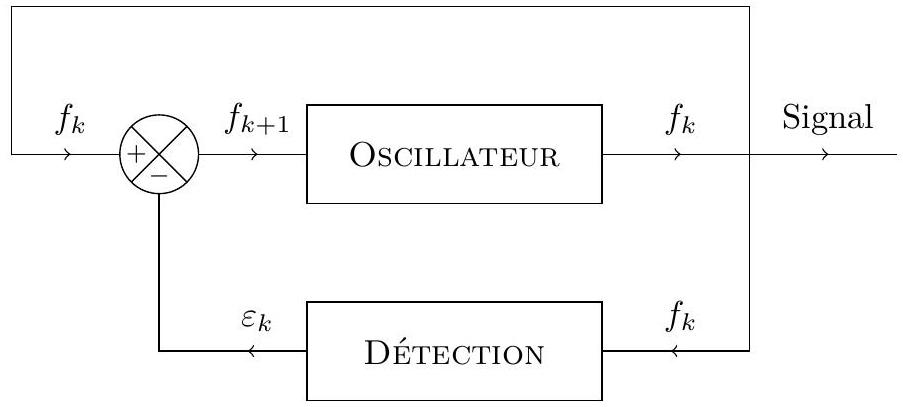 f_k
f_{k+1}
f_k
Signal
+
−
OSCILLATEUR
ε_k
f_k
DÉTECTION